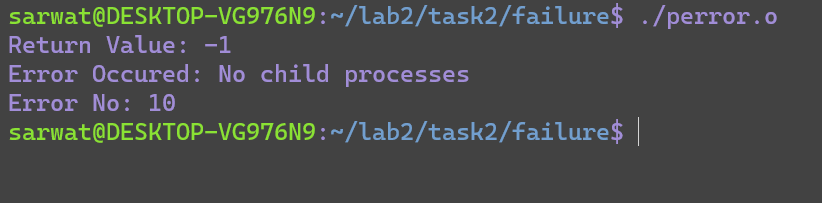 sarwat@DESKTOP-VG976N9:~/lab2/task2/failure$ ./perror.o
Return Value: -1
Error Occured: No child processes
Error No: 10
sarwat@DESKTOP-VG976N9:~/lab2/task2/failure$